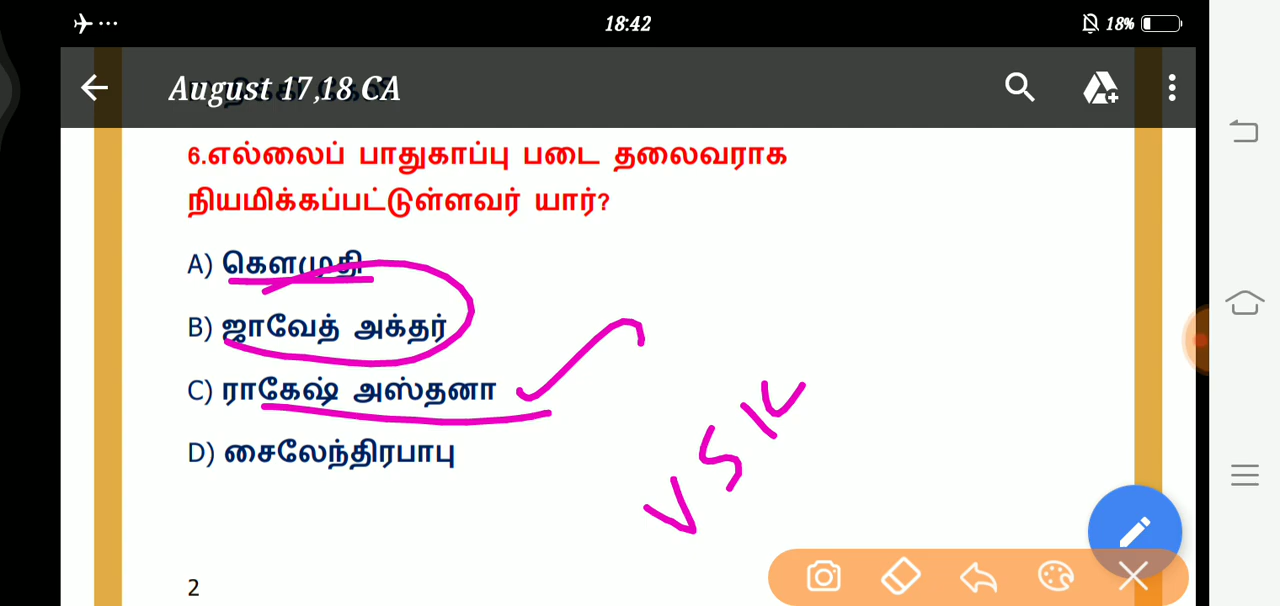 18:42
18%
August 17,18 CA
6.எல்லைப் பாதுகாப்பு படை தலைவராக
நியமிக்கப்பட்டுள்ளவர் யார்?
A) கௌமுதி
B) ஜாவேத் அக்தர்
C) ராகேஷ் அஸ்தனா
D) சைலேந்திரபாபு
VSK
2